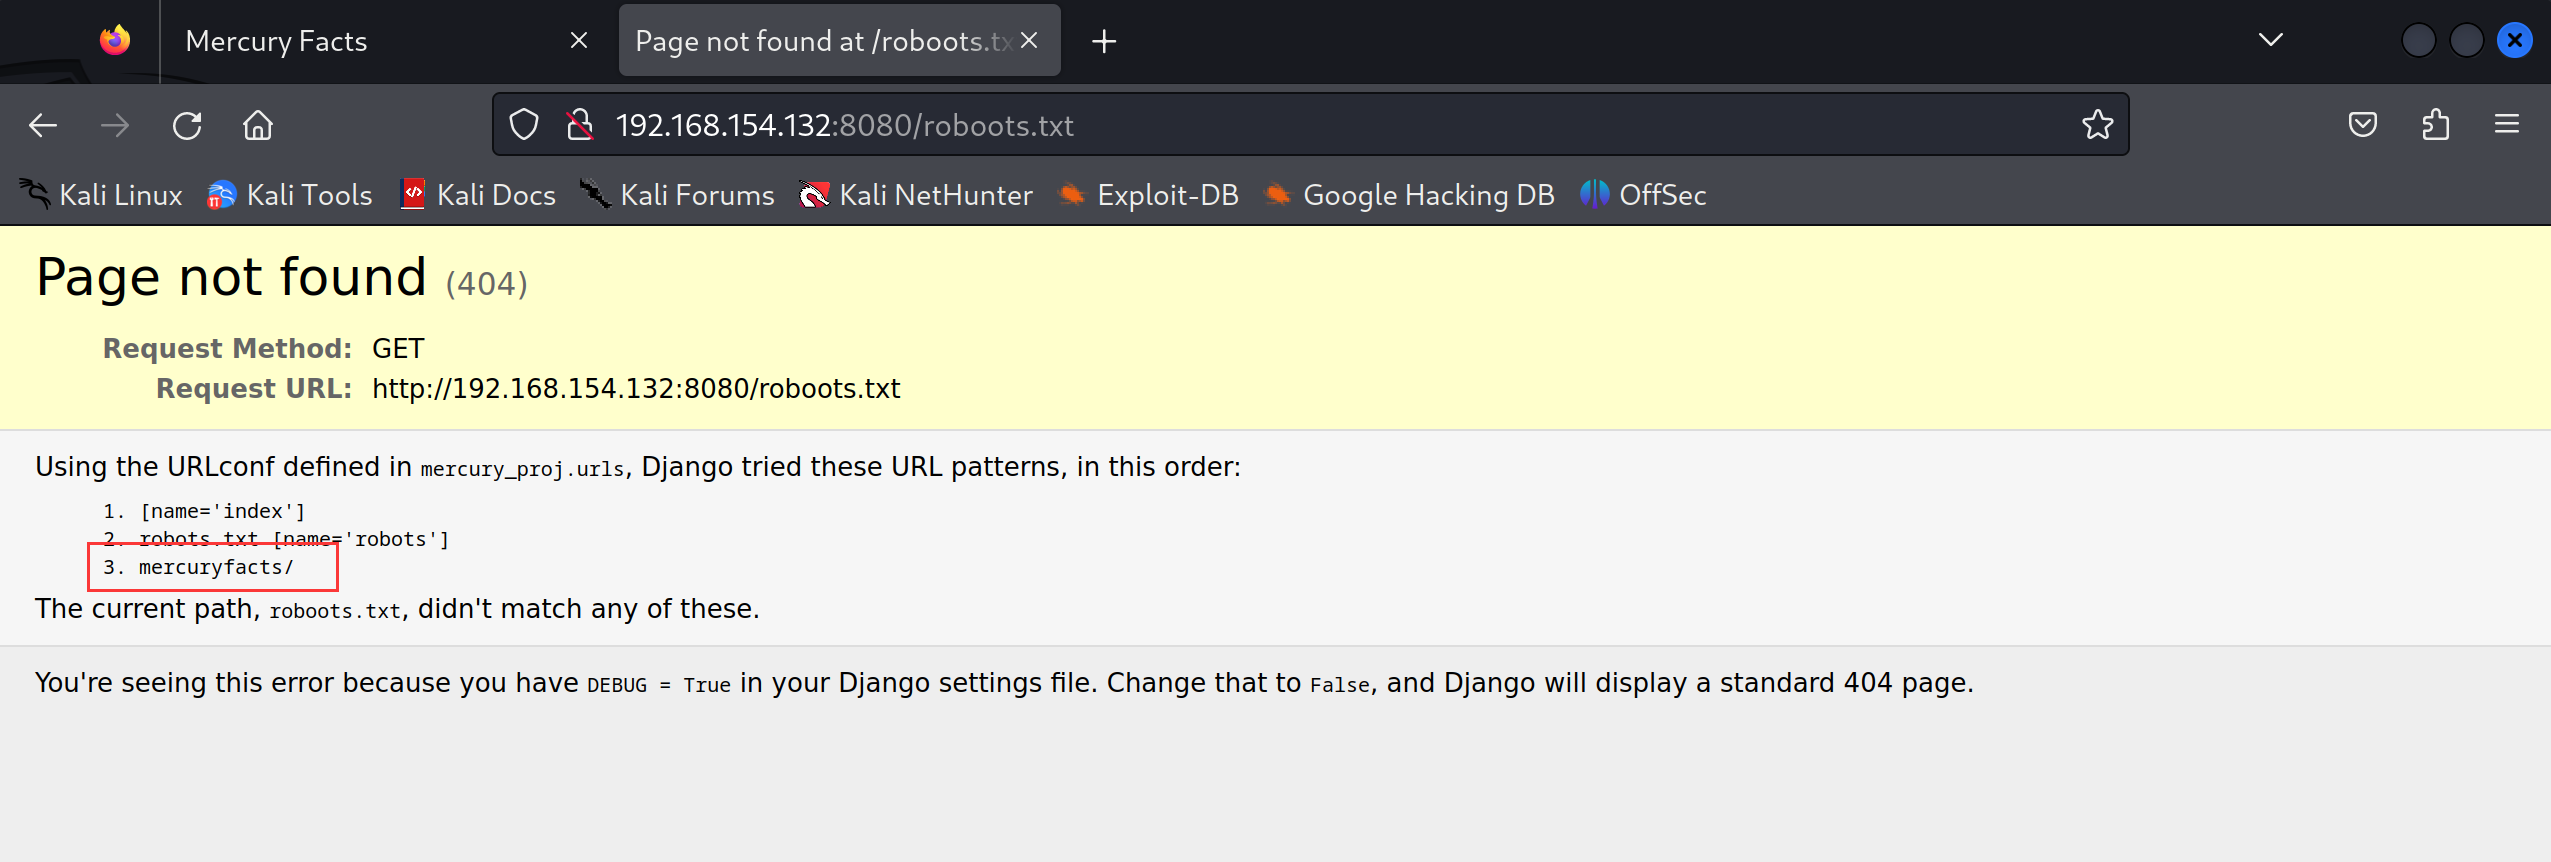 Mercury Facts
Page not found at /roboots.tx
192.168.154.132:8080/roboots.txt
Kali Linux Kali Tools Kali Docs Kali Forums Kali NetHunter Exploit-DB Google Hacking DB OffSec
Page not found (404)
Request Method: GET
Request URL: http://192.168.154.132:8080/roboots.txt
Using the URLconf defined in mercury_proj.urls, Django tried these URL patterns, in this order:
1. [name='index']
2. robots.txt [name='robots']
3. mercuryfacts/
The current path, roboots.txt, didn't match any of these.
You're seeing this error because you have DEBUG = True in your Django settings file. Change that to False, and Django will display a standard 404 page.